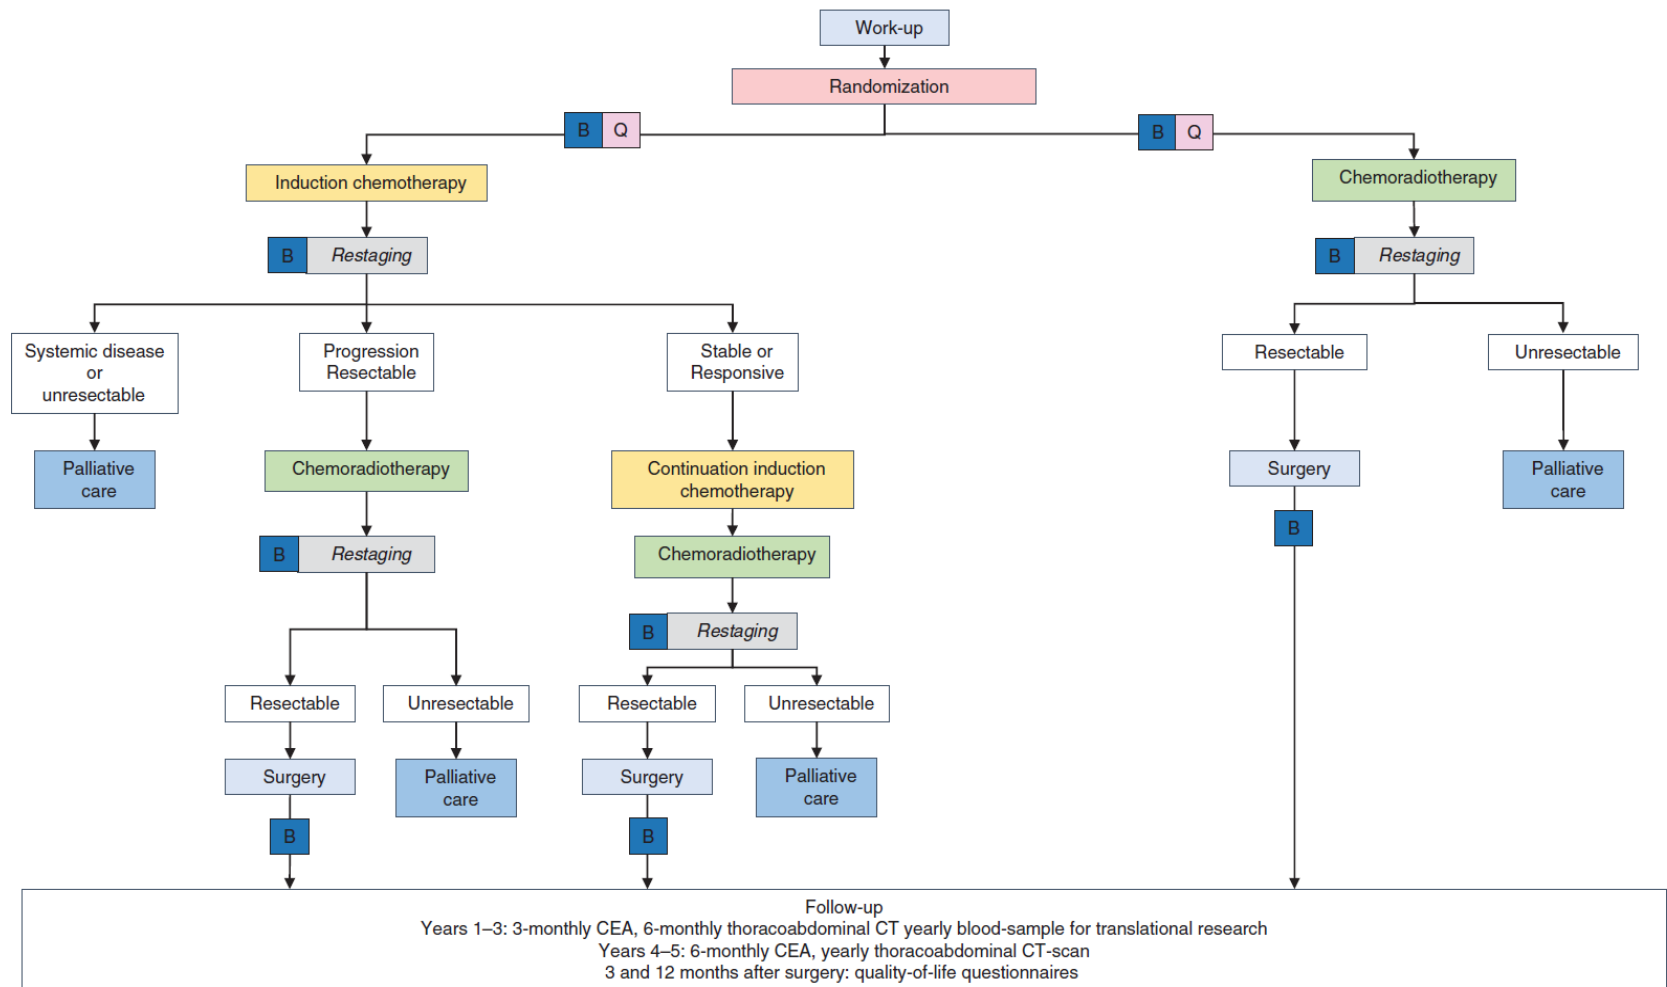 Work-up
Randomization
B Q
B Q
Induction chemotherapy
Chemoradiotherapy
B Restaging
B Restaging
Systemic disease
or
unresectable
Progression
Resectable
Stable or
Responsive
Resectable
Unresectable
Palliative
care
Chemoradiotherapy
Continuation induction
chemotherapy
Surgery
Palliative
care
B
B Restaging
Chemoradiotherapy
B Restaging
Resectable
Unresectable
Resectable
Unresectable
Surgery
Palliative
care
Surgery
Palliative
care
B
B
Follow-up
Years 1–3: 3-monthly CEA, 6-monthly thoracoabdominal CT yearly blood-sample for translational research
Years 4–5: 6-monthly CEA, yearly thoracoabdominal CT-scan
3 and 12 months after surgery: quality-of-life questionnaires